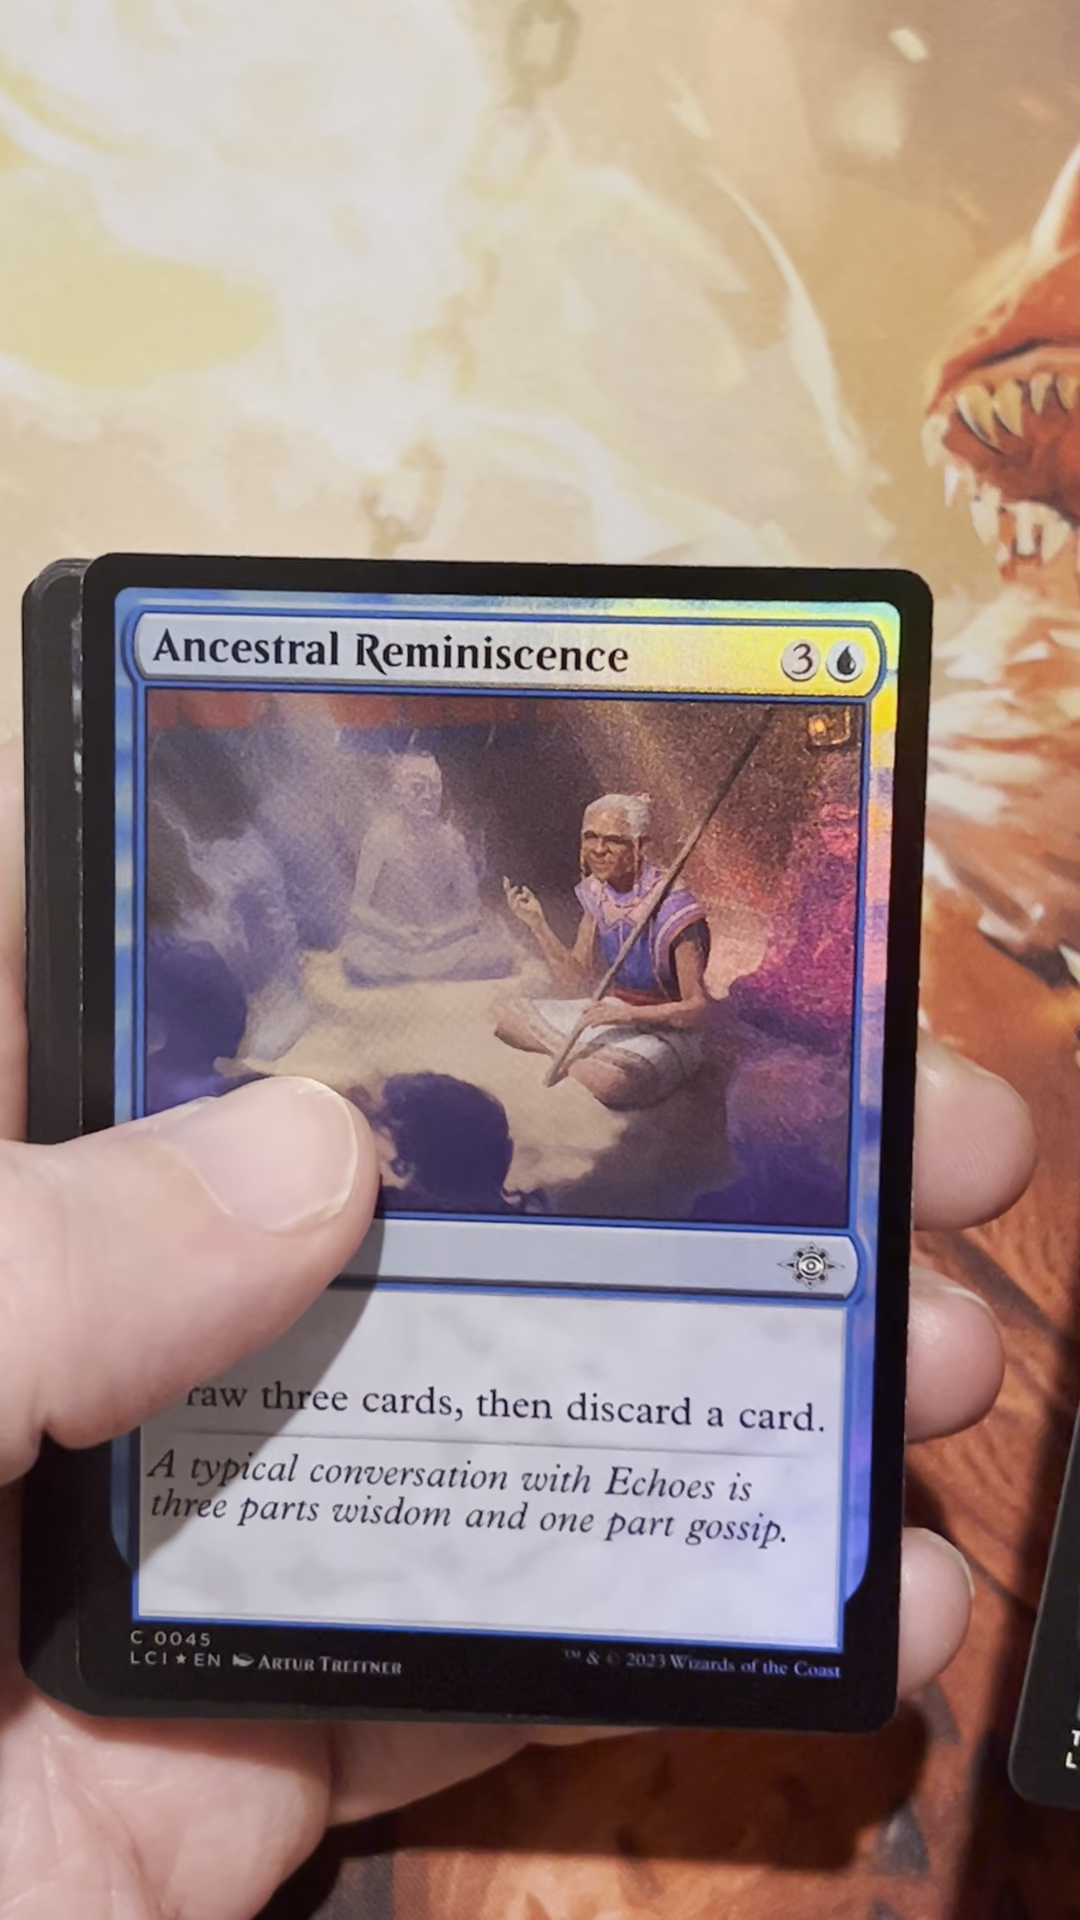 Ancestral Reminiscence 3
raw three cards, then discard a card.
A typical conversation with Echoes is
three parts wisdom and one part gossip.
C 0045
LCI ★ EN ARTUR TREFFNER
™ & © 2023 Wizards of the Coast
T
L